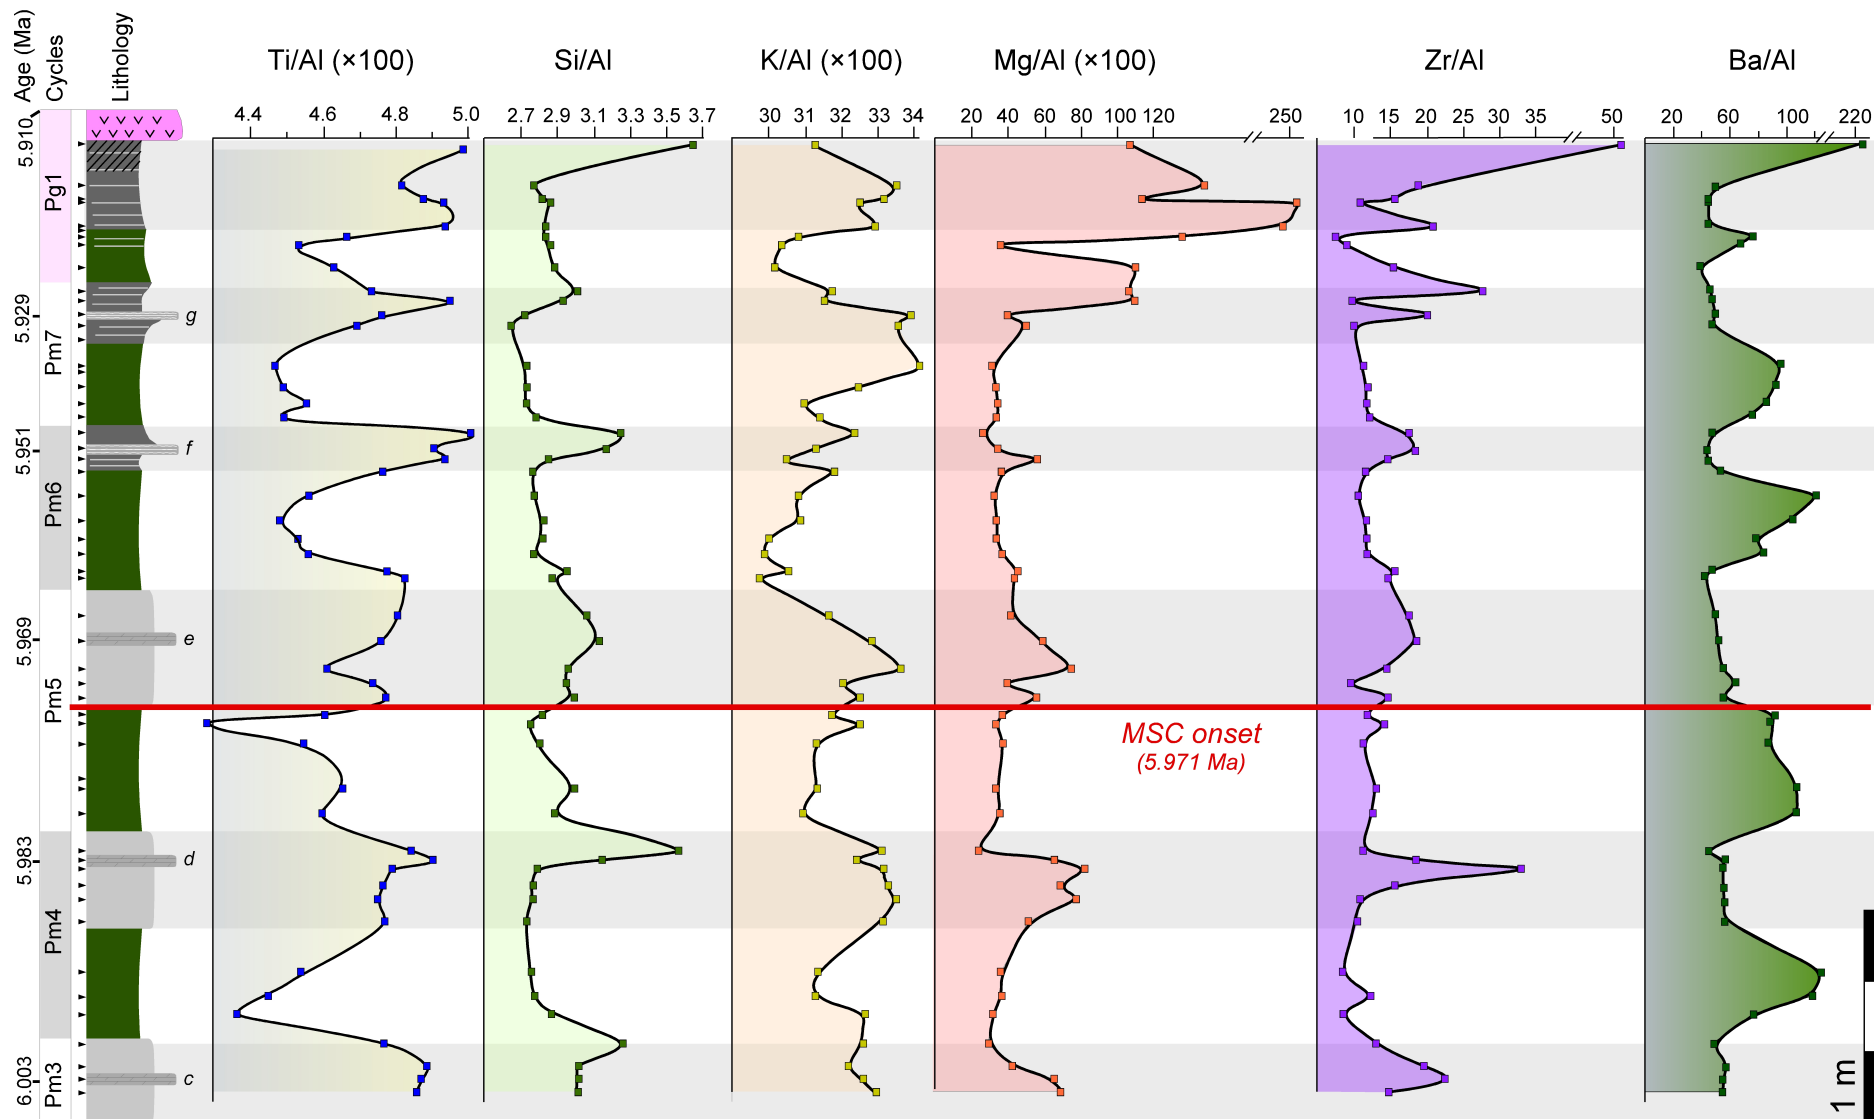 Age (Ma)
Cycles
Lithology
Ti/Al (×100)
Si/Al
K/Al (×100)
Mg/Al (×100)
Zr/Al
Ba/Al
4.4 4.6 4.8 5.0
2.7 2.9 3.1 3.3 3.5 3.7
30 31 32 33 34
20 40 60 80 100 120 250
10 15 20 25 30 35 50
20 60 100 220
5.910
Pg1
5.929
g
Pm7
5.951
f
Pm6
5.969
e
Pm5
MSC onset
(5.971 Ma)
5.983
d
Pm4
6.003
c
Pm3
1 m